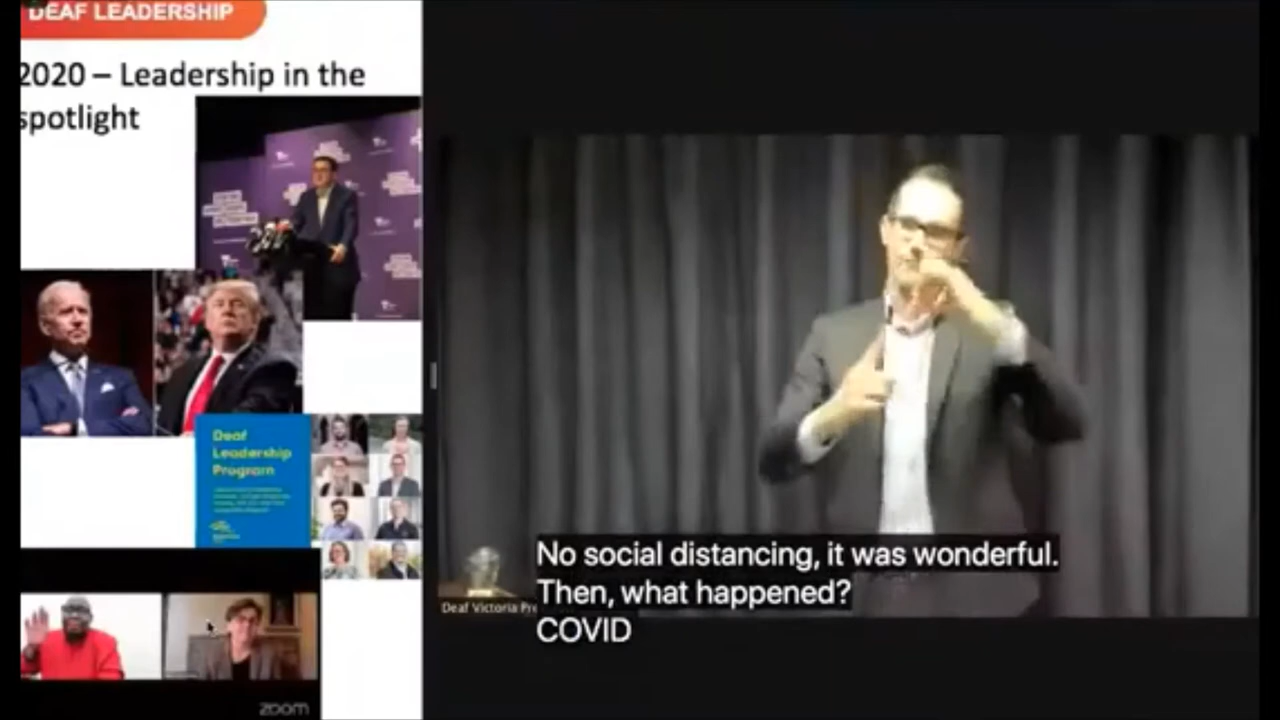 DEAF LEADERSHIP
2020 – Leadership in the
spotlight
Deaf
Leadership
Program
zoom
Deaf Victoria Pre
No social distancing, it was wonderful.
Then, what happened?
COVID